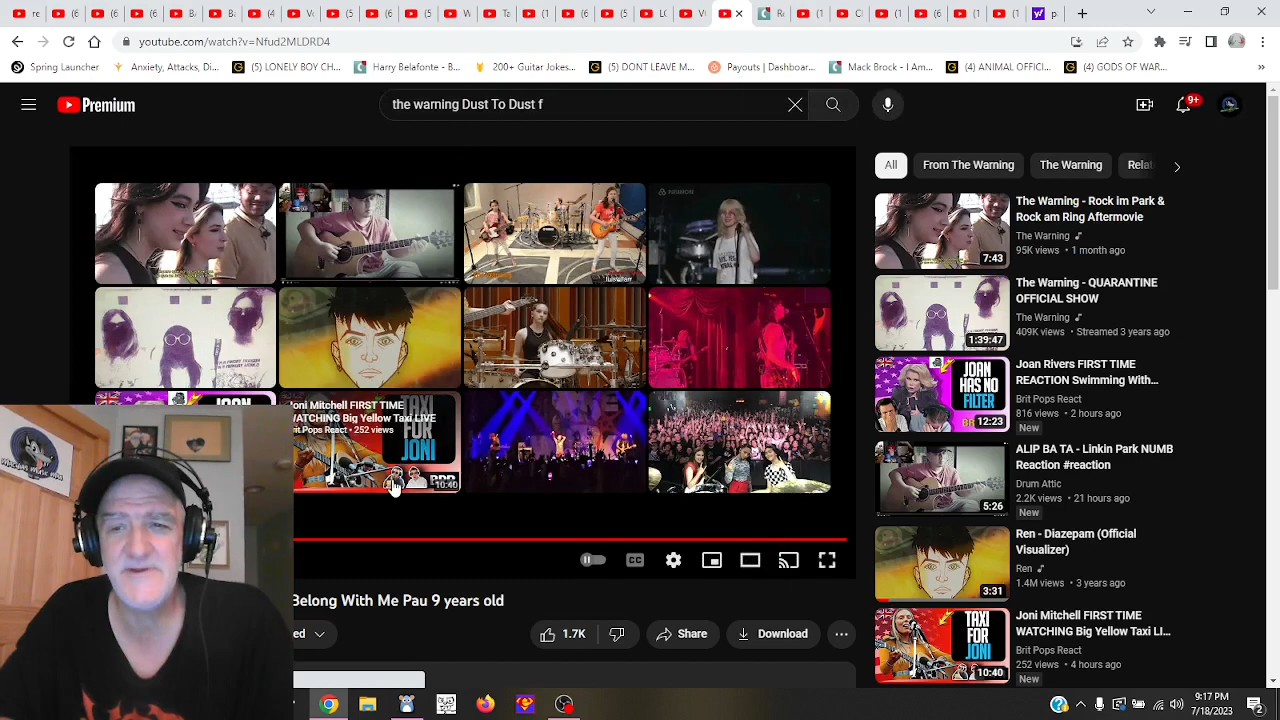 youtube.com/watch?v=Nfud2MLDRD4
Spring Launcher
Anxiety, Attacks, Di...
(5) LONELY BOY CH...
Harry Belafonte - B...
200+ Guitar Jokes...
(5) DONT LEAVE M...
Payouts | Dashboar...
Mack Brock - I Am...
(4) ANIMAL OFFICI...
(4) GODS OF WAR...
Premium
the warning Dust To Dust f
9+
All
From The Warning
The Warning
Relat
The Warning - Rock im Park &
Rock am Ring Aftermovie
The Warning
95K views • 1 month ago
7:43
The Warning - QUARANTINE
OFFICIAL SHOW
The Warning
409K views • Streamed 3 years ago
1:39:47
JOAN
HAS NO
FILTER
Joan Rivers FIRST TIME
REACTION Swimming With...
Brit Pops React
816 views • 2 hours ago
12:23
New
ALIP BA TA - Linkin Park NUMB
Reaction #reaction
Drum Attic
2.2K views • 21 hours ago
5:26
New
Ren - Diazepam (Official
Visualizer)
Ren
1.4M views • 3 years ago
3:31
TAXI
FOR
JONI
Joni Mitchell FIRST TIME
WATCHING Big Yellow Taxi LI...
Brit Pops React
252 views • 4 hours ago
10:40
New
Joni Mitchell FIRST TIME
WATCHING Big Yellow Taxi LIVE
Brit Pops React • 252 views
FOR
JONI
10:40
CC
Belong With Me Pau 9 years old
ed
1.7K
Share
Download
9:17 PM
7/18/2023